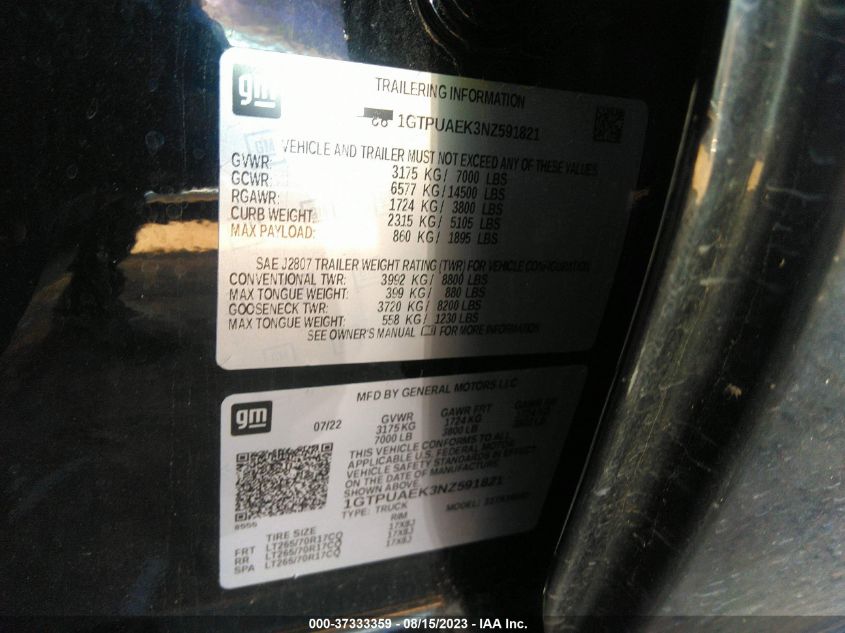 gm
TRAILERING INFORMATION
1GTPUAEK3NZ591821
VEHICLE AND TRAILER MUST NOT EXCEED ANY OF THESE VALUES
GVWR: 3175 KG/ 7000 LBS
GCWR: 6577 KG/14500 LBS
RGAWR: 1724 KG/ 3800 LBS
CURB WEIGHT: 2315 KG/ 5105 LBS
MAX PAYLOAD: 860 KG/ 1895 LBS
SAE J2807 TRAILER WEIGHT RATING (TWR) FOR VEHICLE CONFIGURATION
CONVENTIONAL TWR: 3992 KG/ 8800 LBS
MAX TONGUE WEIGHT: 399 KG/ 880 LBS
GOOSENECK TWR: 3720 KG/ 8200 LBS
MAX TONGUE WEIGHT: 558 KG/ 1230 LBS
SEE OWNER'S MANUAL FOR MORE INFORMATION
gm
MFD BY GENERAL MOTORS LLC
07/22
GVWR GAWR FRT GAWR RR
3175 KG 1724 KG
7000 LB 3800 LB
THIS VEHICLE CONFORMS TO ALL
APPLICABLE U.S. FEDERAL MOTOR
VEHICLE SAFETY STANDARDS IN EFFECT
ON THE DATE OF MANUFACTURE.
1GTPUAEK3NZ591821
TYPE: TRUCK MODEL:
TIRE SIZE RIM
FRT LT265/70R17CQ 17X8J
RR LT265/70R17CQ 17X8J
SPA LT265/70R17CQ 17X8J
000-37333359 - 08/15/2023 - IAA Inc.